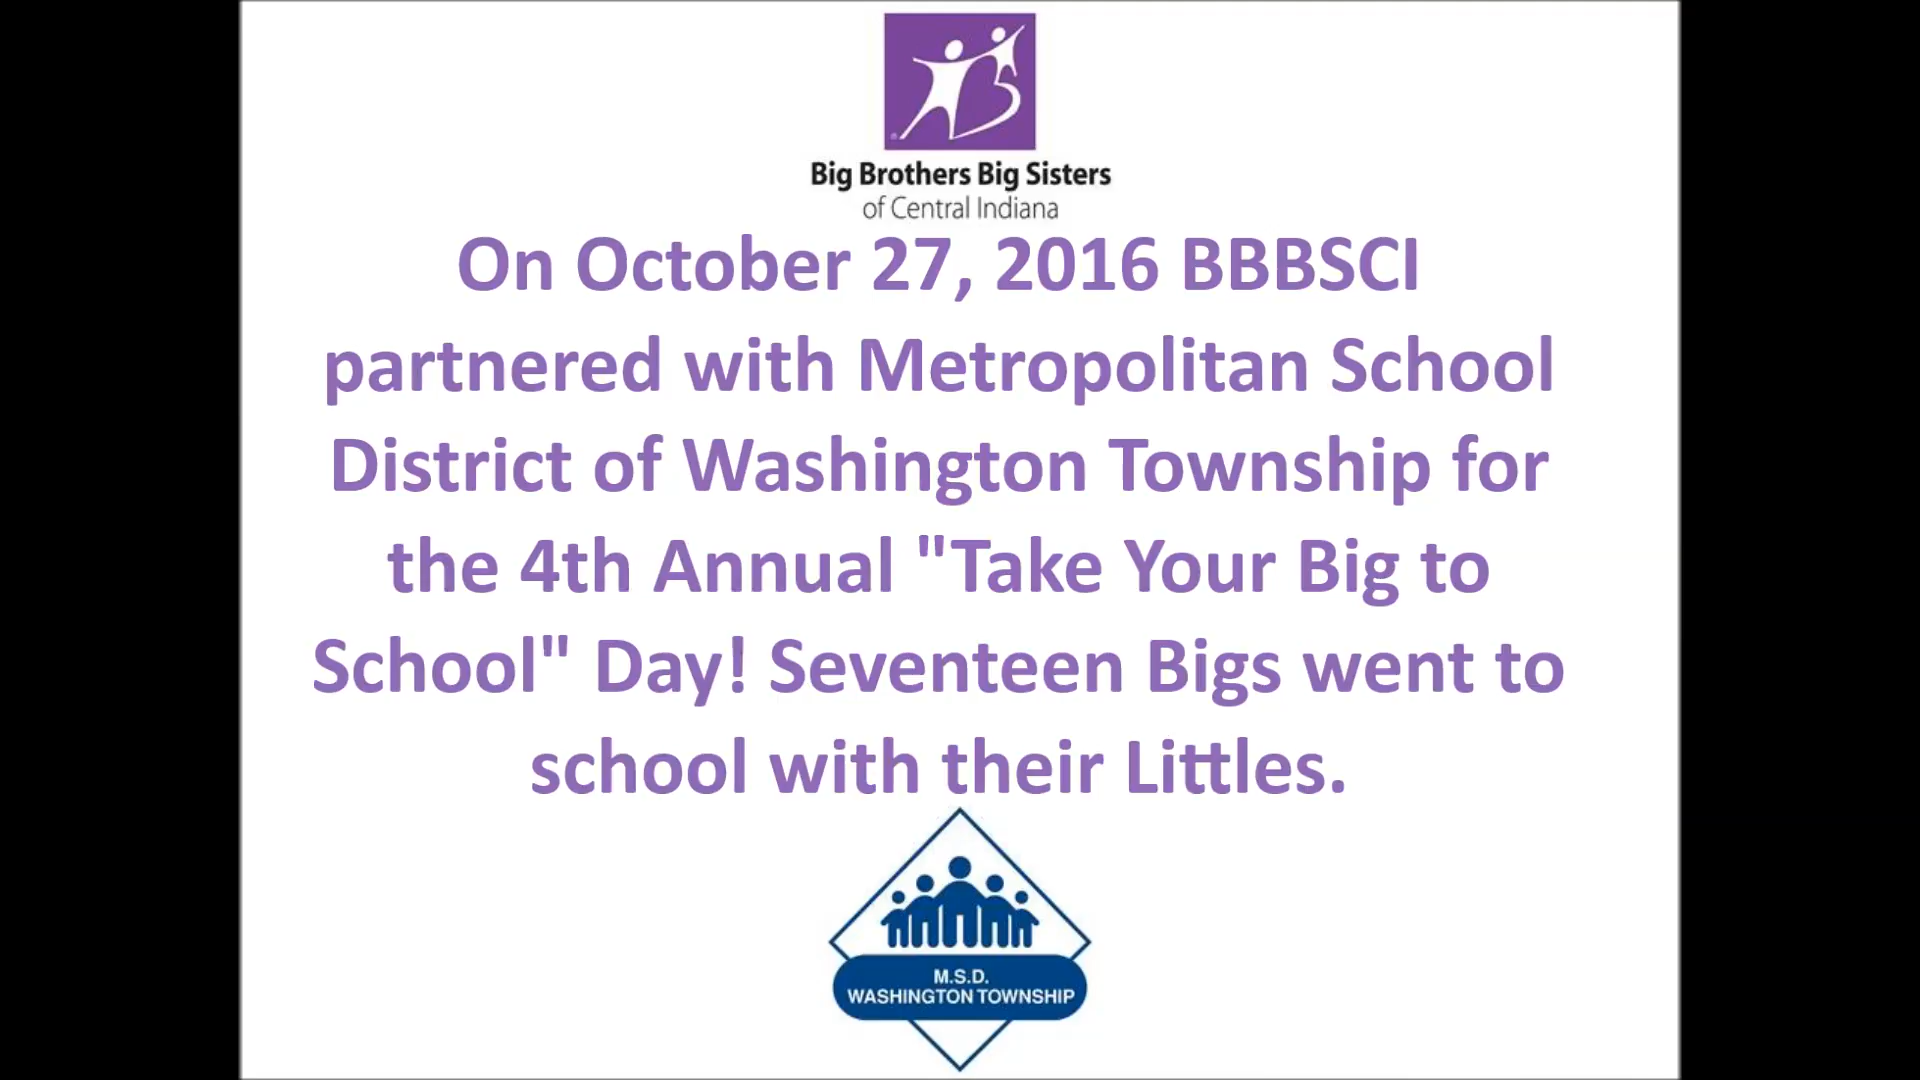 Big Brothers Big Sisters
of Central Indiana
On October 27, 2016 BBBSCI
partnered with Metropolitan School
District of Washington Township for
the 4th Annual "Take Your Big to
School" Day! Seventeen Bigs went to
school with their Littles.
M.S.D.
WASHINGTON TOWNSHIP